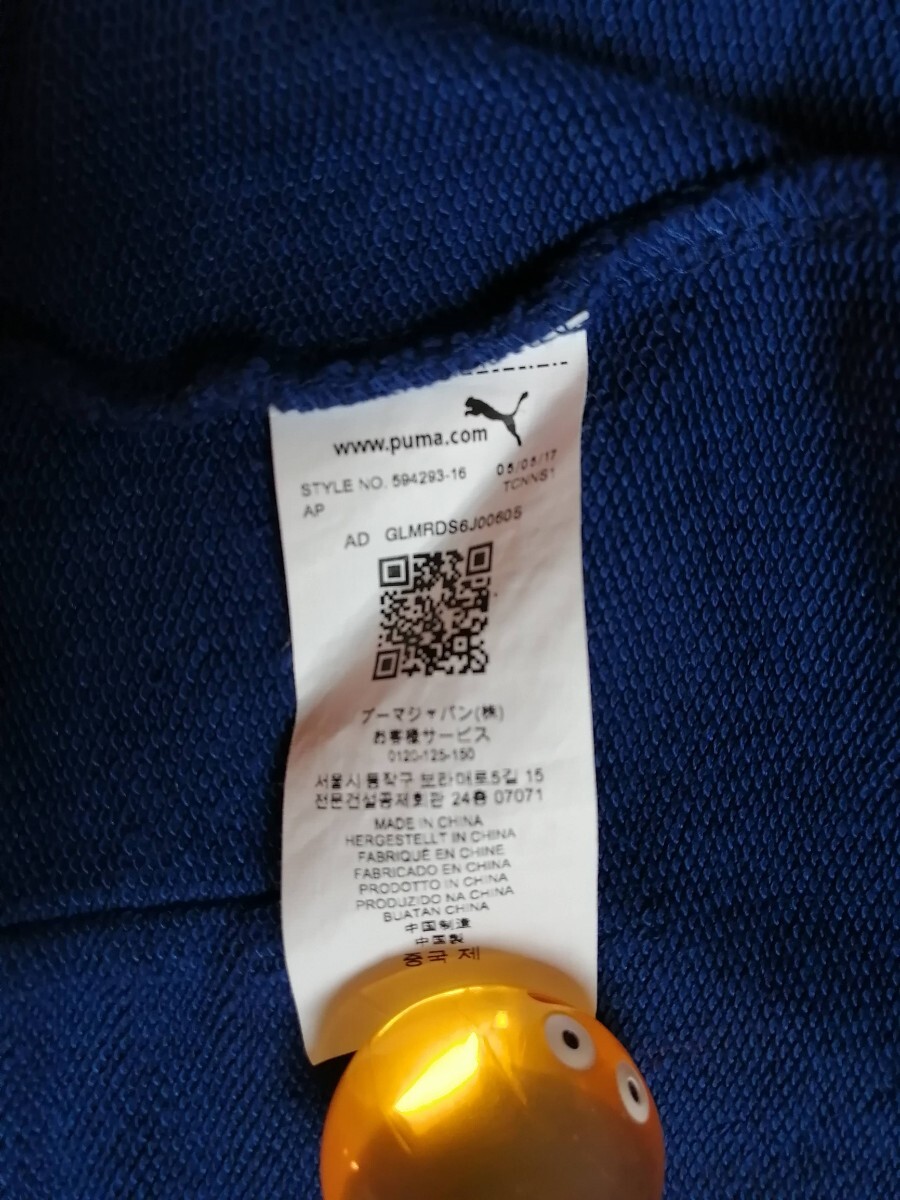 www.puma.com
STYLE NO. 594293-16 05/05/17
AP TCNNS1
AD GLMRDS6J00605
プーマジャパン(株)
お客様サービス
0120-125-150
서울시 동작구 보라매로5길 15
전문건설공제회관 24층 07071
MADE IN CHINA
HERGESTELLT IN CHINA
FABRIQUÉ EN CHINE
FABRICADO EN CHINA
PRODOTTO IN CHINA
PRODUZIDO NA CHINA
BUATAN CHINA
中国制造
中国製
중국 제